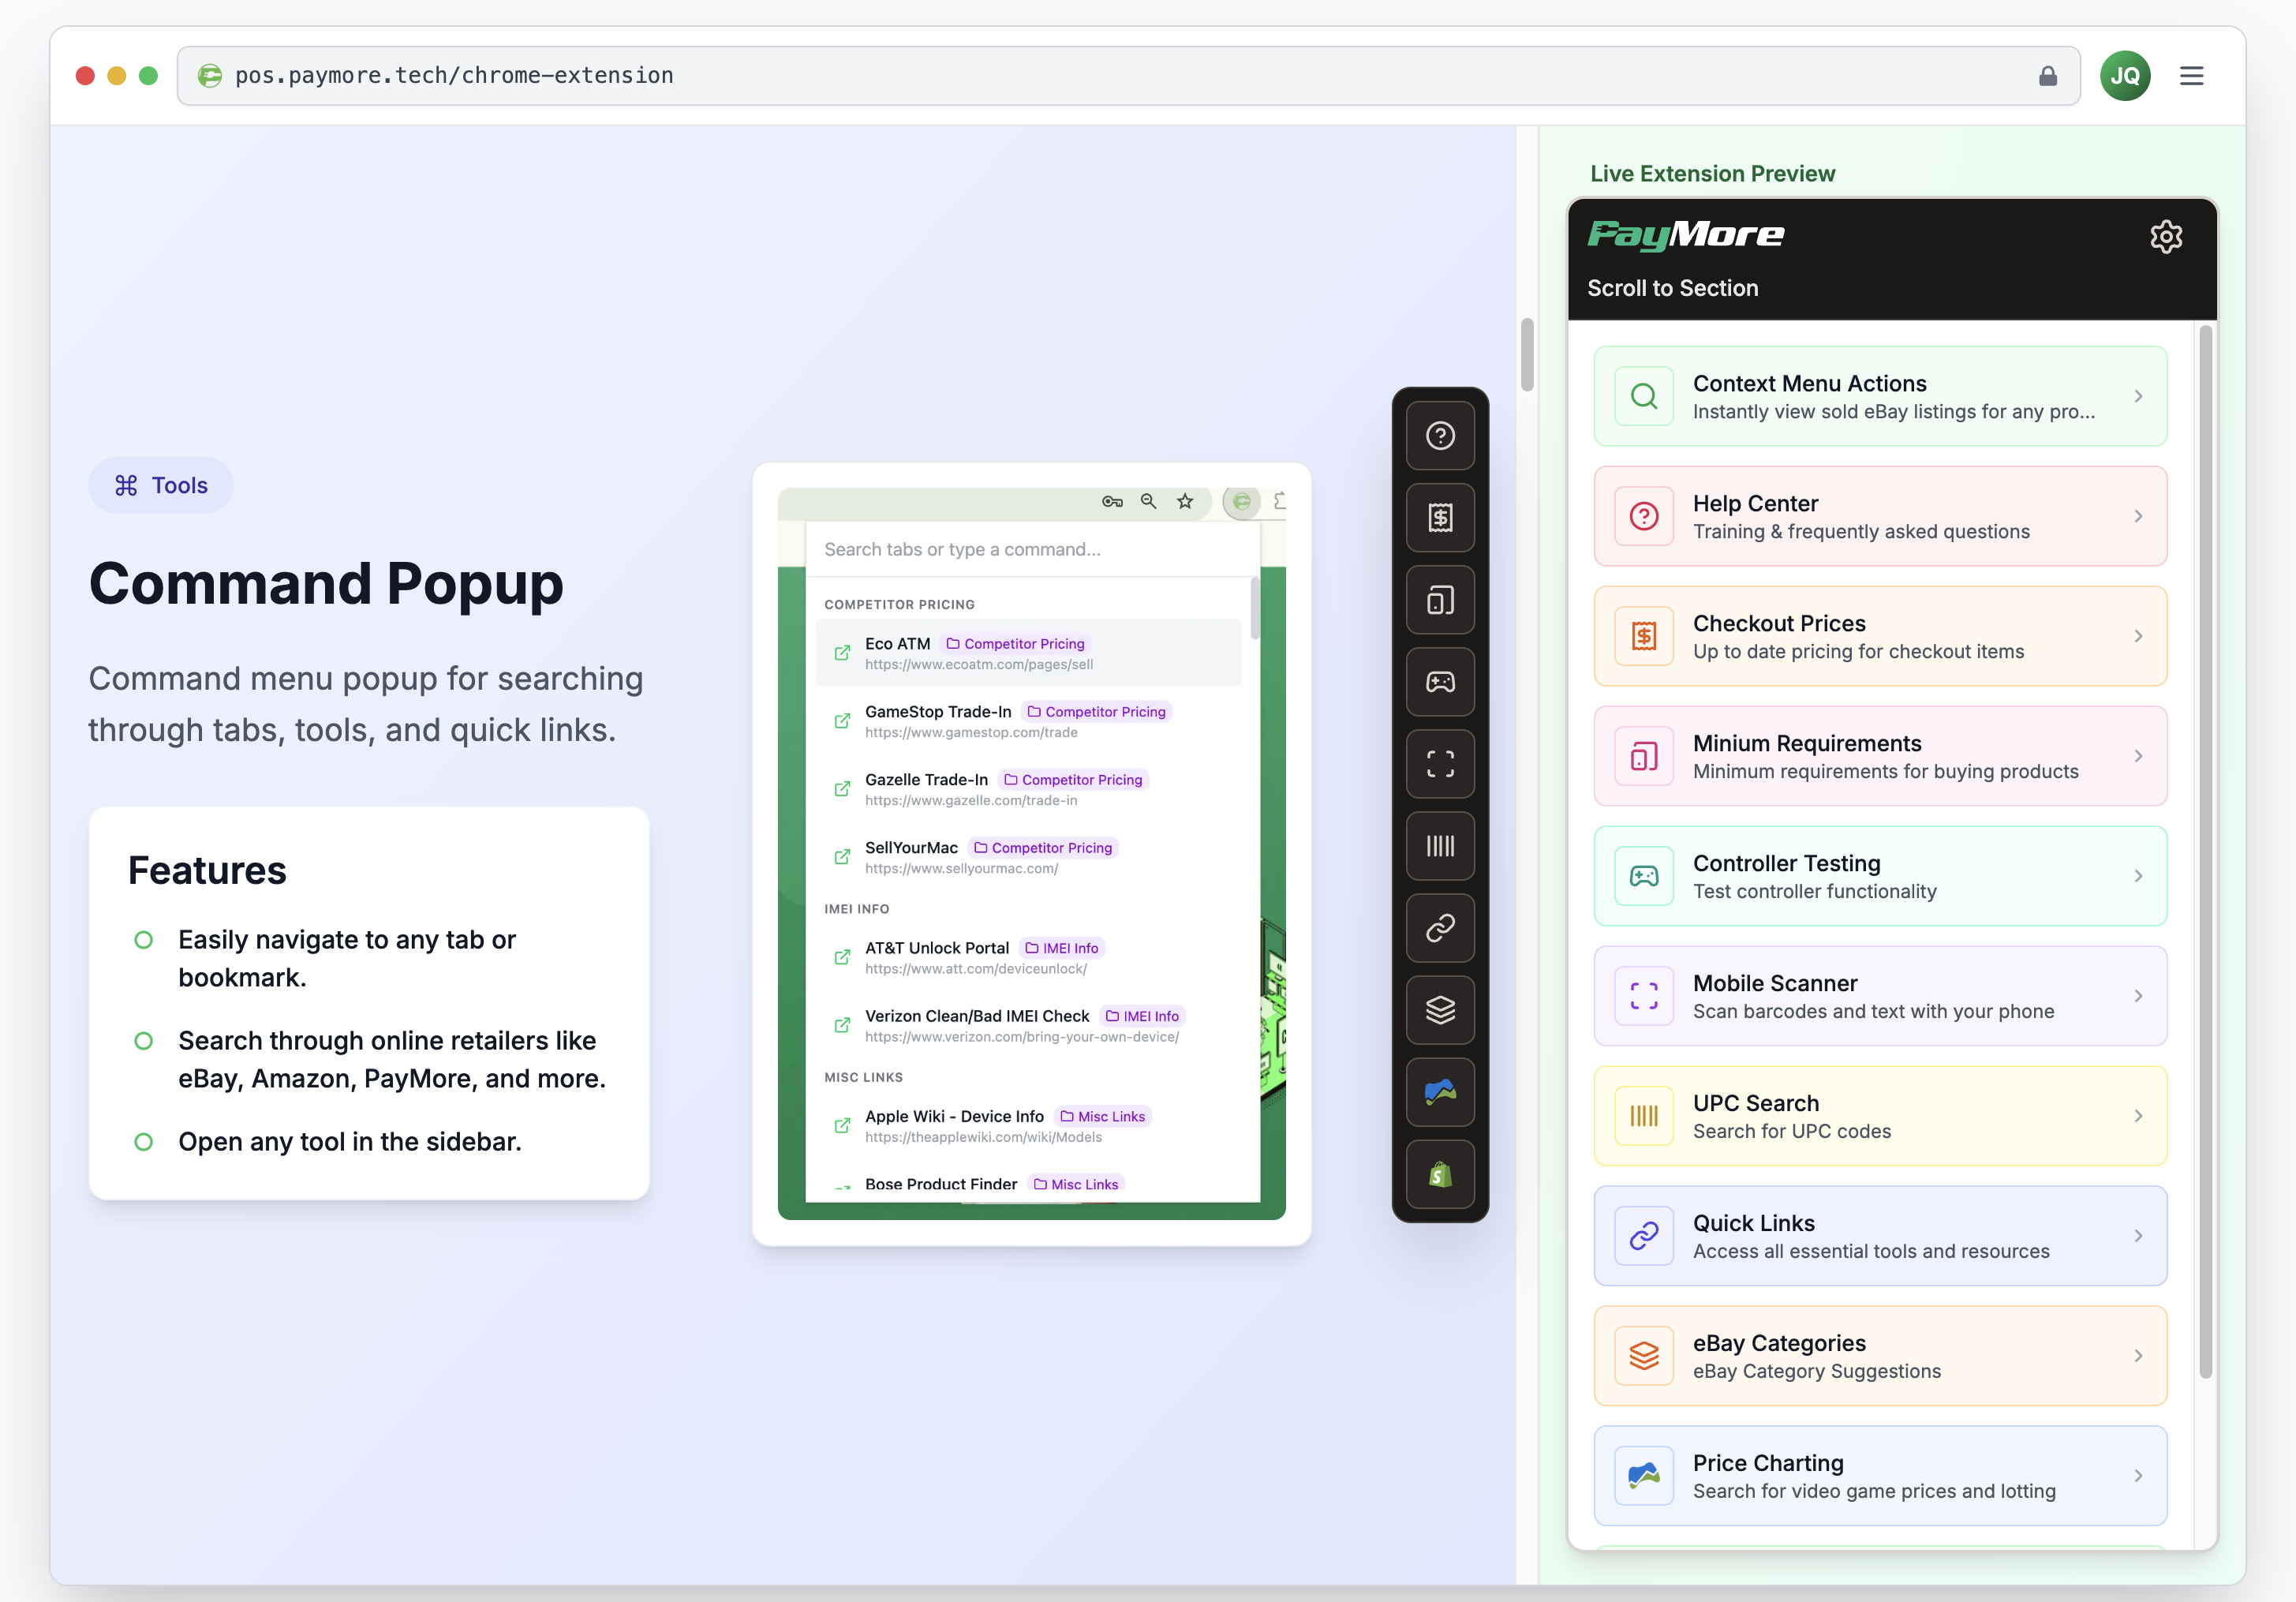 pos.paymore.tech/chrome-extension
JQ
Tools
Command Popup
Command menu popup for searching
through tabs, tools, and quick links.
Features
Easily navigate to any tab or
bookmark.
Search through online retailers like
eBay, Amazon, PayMore, and more.
Open any tool in the sidebar.
Search tabs or type a command...
COMPETITOR PRICING
Eco ATM Competitor Pricing
https://www.ecoatm.com/pages/sell
GameStop Trade-In Competitor Pricing
https://www.gamestop.com/trade
Gazelle Trade-In Competitor Pricing
https://www.gazelle.com/trade-in
SellYourMac Competitor Pricing
https://www.sellyourmac.com/
IMEI INFO
AT&T Unlock Portal IMEI Info
https://www.att.com/deviceunlock/
Verizon Clean/Bad IMEI Check IMEI Info
https://www.verizon.com/bring-your-own-device/
MISC LINKS
Apple Wiki - Device Info Misc Links
https://theapplewiki.com/wiki/Models
Bose Product Finder Misc Links
Live Extension Preview
PayMore
Scroll to Section
Context Menu Actions
Instantly view sold eBay listings for any pro...
Help Center
Training & frequently asked questions
Checkout Prices
Up to date pricing for checkout items
Minium Requirements
Minimum requirements for buying products
Controller Testing
Test controller functionality
Mobile Scanner
Scan barcodes and text with your phone
UPC Search
Search for UPC codes
Quick Links
Access all essential tools and resources
eBay Categories
eBay Category Suggestions
Price Charting
Search for video game prices and lotting